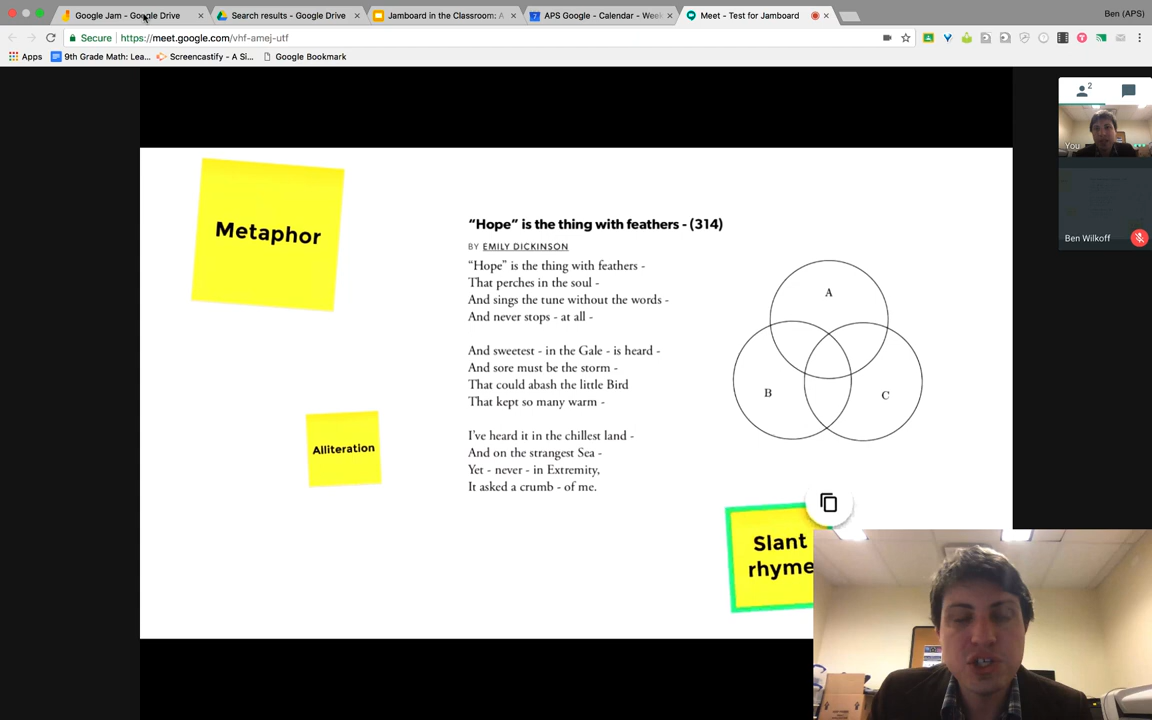 Google Jam - Google Drive
Search results - Google Drive
Jamboard in the Classroom: A
APS Google - Calendar - Week
Meet - Test for Jamboard
Ben (APS)
Secure
https://meet.google.com/vhf-amej-utf
Apps
9th Grade Math: Lea...
Screencastify - A Si...
Google Bookmark
2
You
Ben Wilkoff
Metaphor
Alliteration
“Hope” is the thing with feathers - (314)
BY EMILY DICKINSON
“Hope” is the thing with feathers -
That perches in the soul -
And sings the tune without the words -
And never stops - at all -
And sweetest - in the Gale - is heard -
And sore must be the storm -
That could abash the little Bird
That kept so many warm -
I’ve heard it in the chillest land -
And on the strangest Sea -
Yet - never - in Extremity,
It asked a crumb - of me.
A
B
C
Slant
rhyme